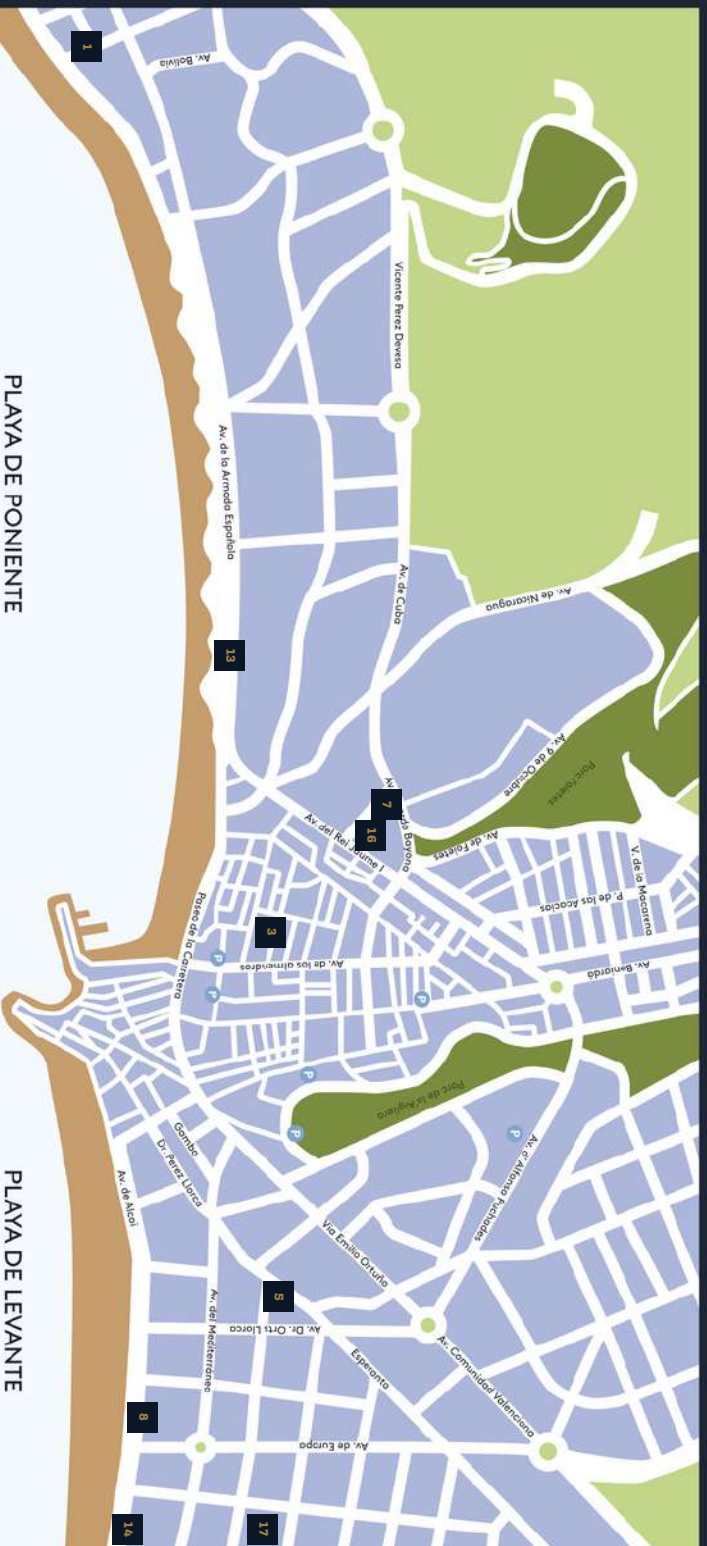 1
Av. Bolivia
Vicente Perez Devesa
Av. de la Armada Española
PLAYA DE PONIENTE
Av. de Nicaragua
Av. de Cuba
13
Av. 9 de Octubre
Parc Foietes
7
16
Av.
rdo Bayona
Av. del Rei Jaume I
Av. de Foietes
V. de la Macarena
P. de las Acacias
3
Paseo de la Carretera
Av. de los almendros
Av. Beniardá
P
P
P
P
P
P
Parc de la Aigüera
Gambo
Dr. Perez Llorca
Av. de Alcoi
Av. d'Alfonso Puchades
Via Emilio Ortuño
PLAYA DE LEVANTE
5
Av. del Mediterráneo
Av. Dr. Orts Llorca
Esperanto
Av. Comunidad Valenciana
8
Av. de Europa
14
17